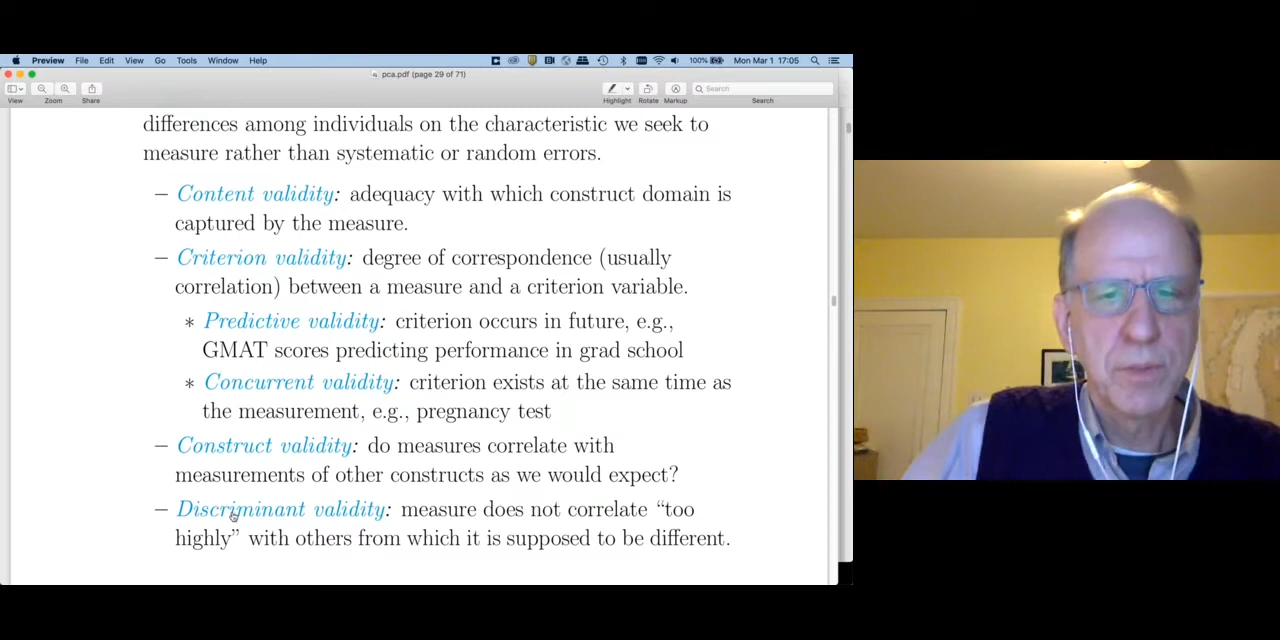 Preview File Edit View Go Tools Window Help 100% Mon Mar 1 17:05
pca.pdf (page 29 of 71)
View Zoom Share Highlight Rotate Markup Search
Search
differences among individuals on the characteristic we seek to
measure rather than systematic or random errors.
– Content validity: adequacy with which construct domain is
captured by the measure.
– Criterion validity: degree of correspondence (usually
correlation) between a measure and a criterion variable.
∗ Predictive validity: criterion occurs in future, e.g.,
GMAT scores predicting performance in grad school
∗ Concurrent validity: criterion exists at the same time as
the measurement, e.g., pregnancy test
– Construct validity: do measures correlate with
measurements of other constructs as we would expect?
– Discriminant validity: measure does not correlate “too
highly” with others from which it is supposed to be different.